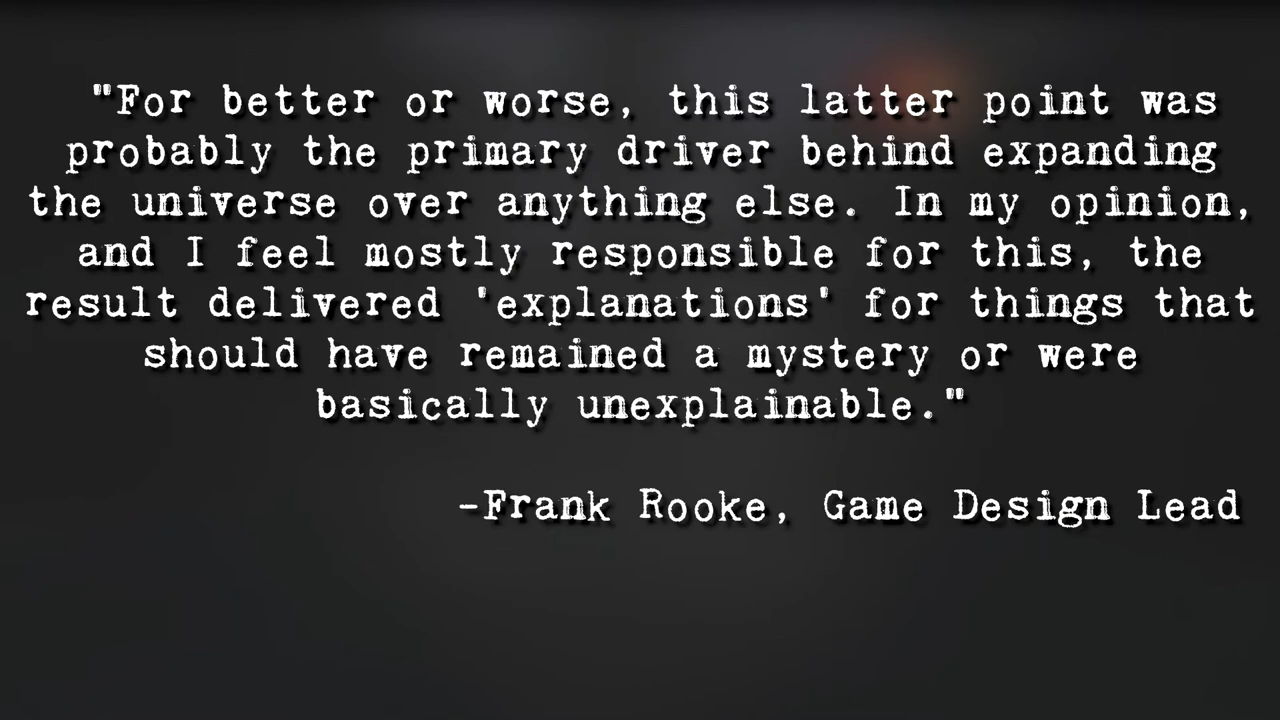 "For better or worse, this latter point was
probably the primary driver behind expanding
the universe over anything else. In my opinion,
and I feel mostly responsible for this, the
result delivered 'explanations' for things that
should have remained a mystery or were
basically unexplainable."
-Frank Rooke, Game Design Lead